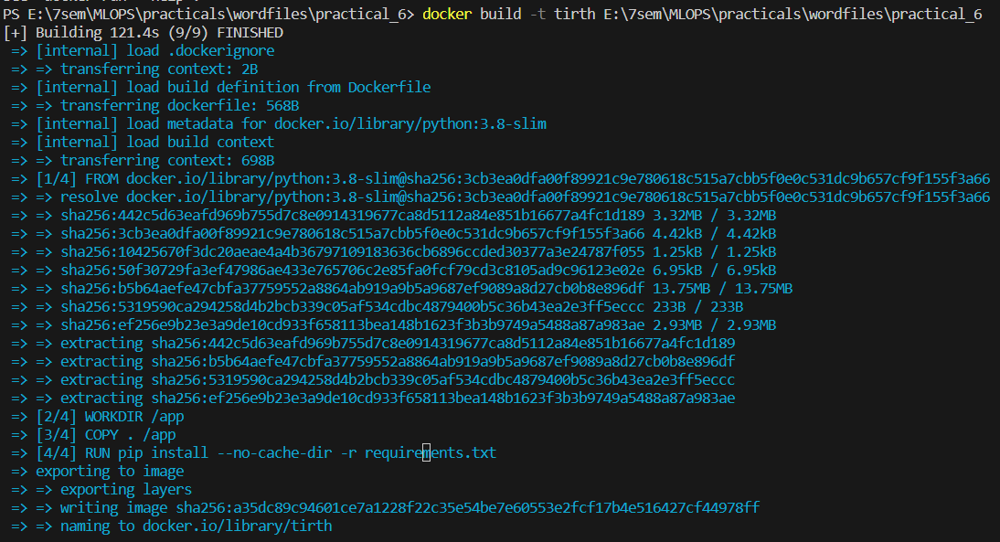 PS E:\7sem\MLOPS\practicals\wordfiles\practical_6> docker build -t tirth E:\7sem\MLOPS\practicals\wordfiles\practical_6
[+] Building 121.4s (9/9) FINISHED
=> [internal] load .dockerignore
=> => transferring context: 2B
=> [internal] load build definition from Dockerfile
=> => transferring dockerfile: 568B
=> [internal] load metadata for docker.io/library/python:3.8-slim
=> [internal] load build context
=> => transferring context: 698B
=> [1/4] FROM docker.io/library/python:3.8-slim@sha256:3cb3ea0dfa00f89921c9e780618c515a7cbb5f0e0c531dc9b657cf9f155f3a66
=> => resolve docker.io/library/python:3.8-slim@sha256:3cb3ea0dfa00f89921c9e780618c515a7cbb5f0e0c531dc9b657cf9f155f3a66
=> => sha256:442c5d63eafd969b755d7c8e0914319677ca8d5112a84e851b16677a4fc1d189 3.32MB / 3.32MB
=> => sha256:3cb3ea0dfa00f89921c9e780618c515a7cbb5f0e0c531dc9b657cf9f155f3a66 4.42kB / 4.42kB
=> => sha256:10425670f3dc20aeae4a4b36797109183636cb6896ccded30377a3e24787f055 1.25kB / 1.25kB
=> => sha256:50f30729fa3ef47986ae433e765706c2e85fa0fcf79cd3c8105ad9c96123e02e 6.95kB / 6.95kB
=> => sha256:b5b64aefe47cbfa37759552a8864ab919a9b5a9687ef9089a8d27cb0b8e896df 13.75MB / 13.75MB
=> => sha256:5319590ca294258d4b2bcb339c05af534cdbc4879400b5c36b43ea2e3ff5eccc 233B / 233B
=> => sha256:ef256e9b23e3a9de10cd933f658113bea148b1623f3b3b9749a5488a87a983ae 2.93MB / 2.93MB
=> => extracting sha256:442c5d63eafd969b755d7c8e0914319677ca8d5112a84e851b16677a4fc1d189
=> => extracting sha256:b5b64aefe47cbfa37759552a8864ab919a9b5a9687ef9089a8d27cb0b8e896df
=> => extracting sha256:5319590ca294258d4b2bcb339c05af534cdbc4879400b5c36b43ea2e3ff5eccc
=> => extracting sha256:ef256e9b23e3a9de10cd933f658113bea148b1623f3b3b9749a5488a87a983ae
=> [2/4] WORKDIR /app
=> [3/4] COPY . /app
=> [4/4] RUN pip install --no-cache-dir -r requirements.txt
=> exporting to image
=> => exporting layers
=> => writing image sha256:a35dc89c94601ce7a1228f22c35e54be7e60553e2fcf17b4e516427cf44978ff
=> => naming to docker.io/library/tirth